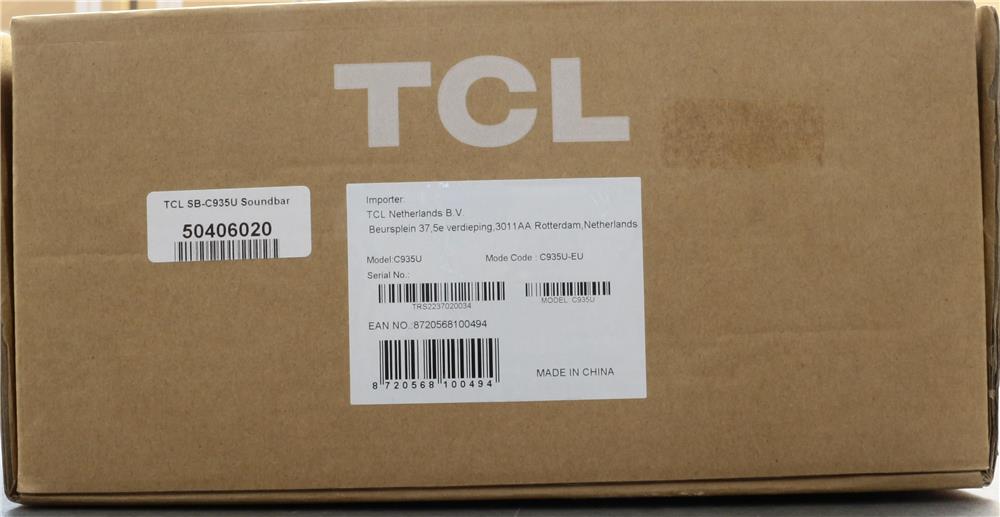 TCL
TCL SB-C935U Soundbar
50406020
Importer:
TCL Netherlands B.V.
Beursplein 37,5e verdieping,3011AA Rotterdam,Netherlands
Model:C935U Mode Code : C935U-EU
Serial No.:
TRS2237020034 MODEL: C935U
EAN NO.:8720568100494
8 720568 100494
MADE IN CHINA